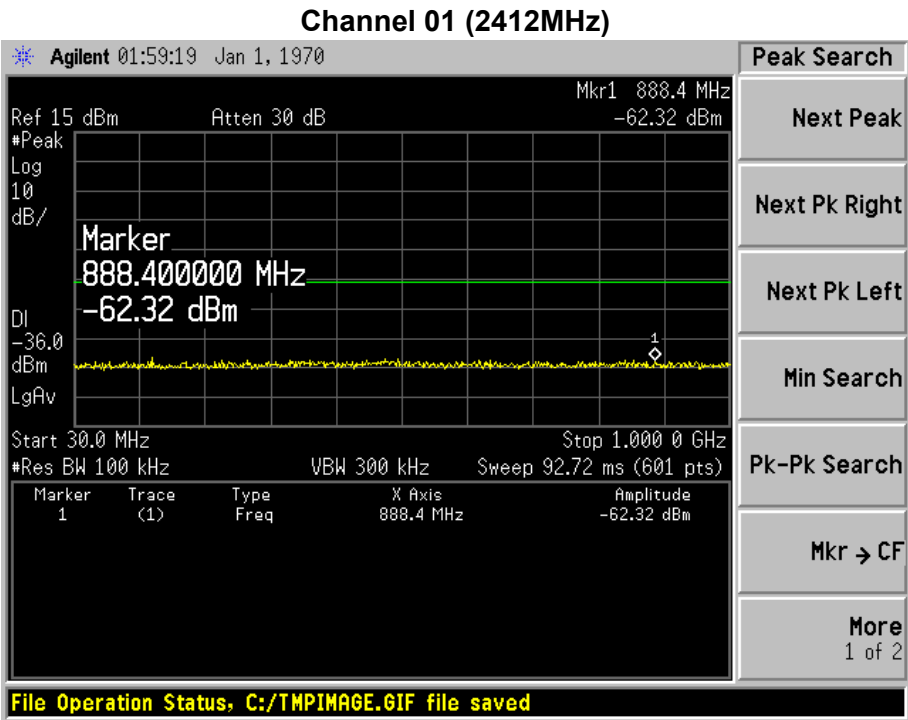 Channel 01 (2412MHz)
Agilent 01:59:19 Jan 1, 1970
Peak Search
Mkr1 888.4 MHz
Ref 15 dBm Atten 30 dB -62.32 dBm
#Peak
Log
10
dB/
Marker
888.400000 MHz
-62.32 dBm
DI
-36.0
dBm
LgAv
1
Start 30.0 MHz Stop 1.000 0 GHz
#Res BW 100 kHz VBW 300 kHz Sweep 92.72 ms (601 pts)
Marker Trace Type X Axis Amplitude
1 (1) Freq 888.4 MHz -62.32 dBm
Next Peak
Next Pk Right
Next Pk Left
Min Search
Pk-Pk Search
Mkr → CF
More
1 of 2
File Operation Status, C:/TMPIMAGE.GIF file saved